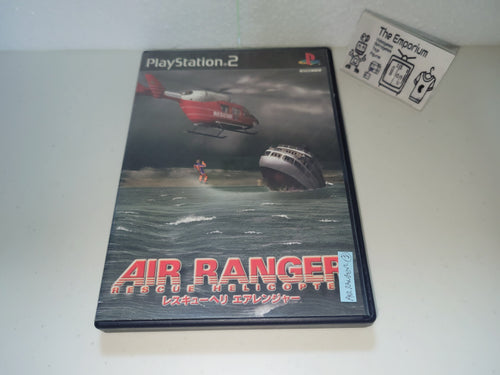 PlayStation®2
The Emporium
RESCUE
AIR RANGER
RESCUE HELICOPTER
レスキューヘリ エアレンジャー